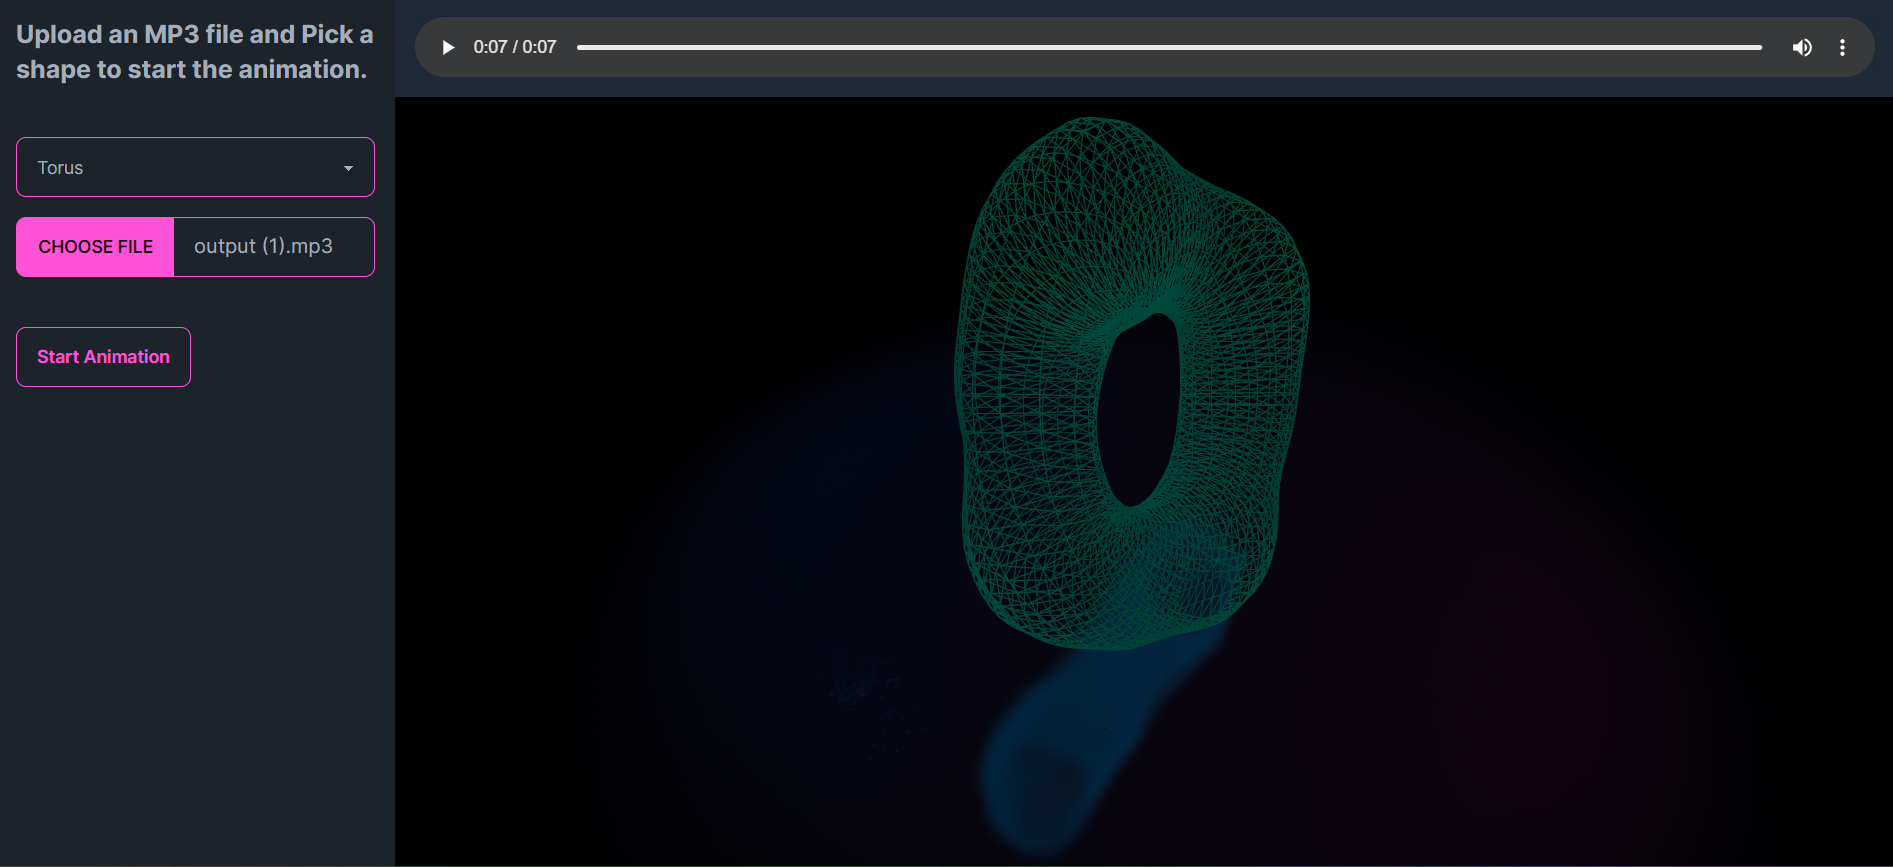 Upload an MP3 file and Pick a
shape to start the animation.
Torus
CHOOSE FILE output (1).mp3
Start Animation
0:07 / 0:07